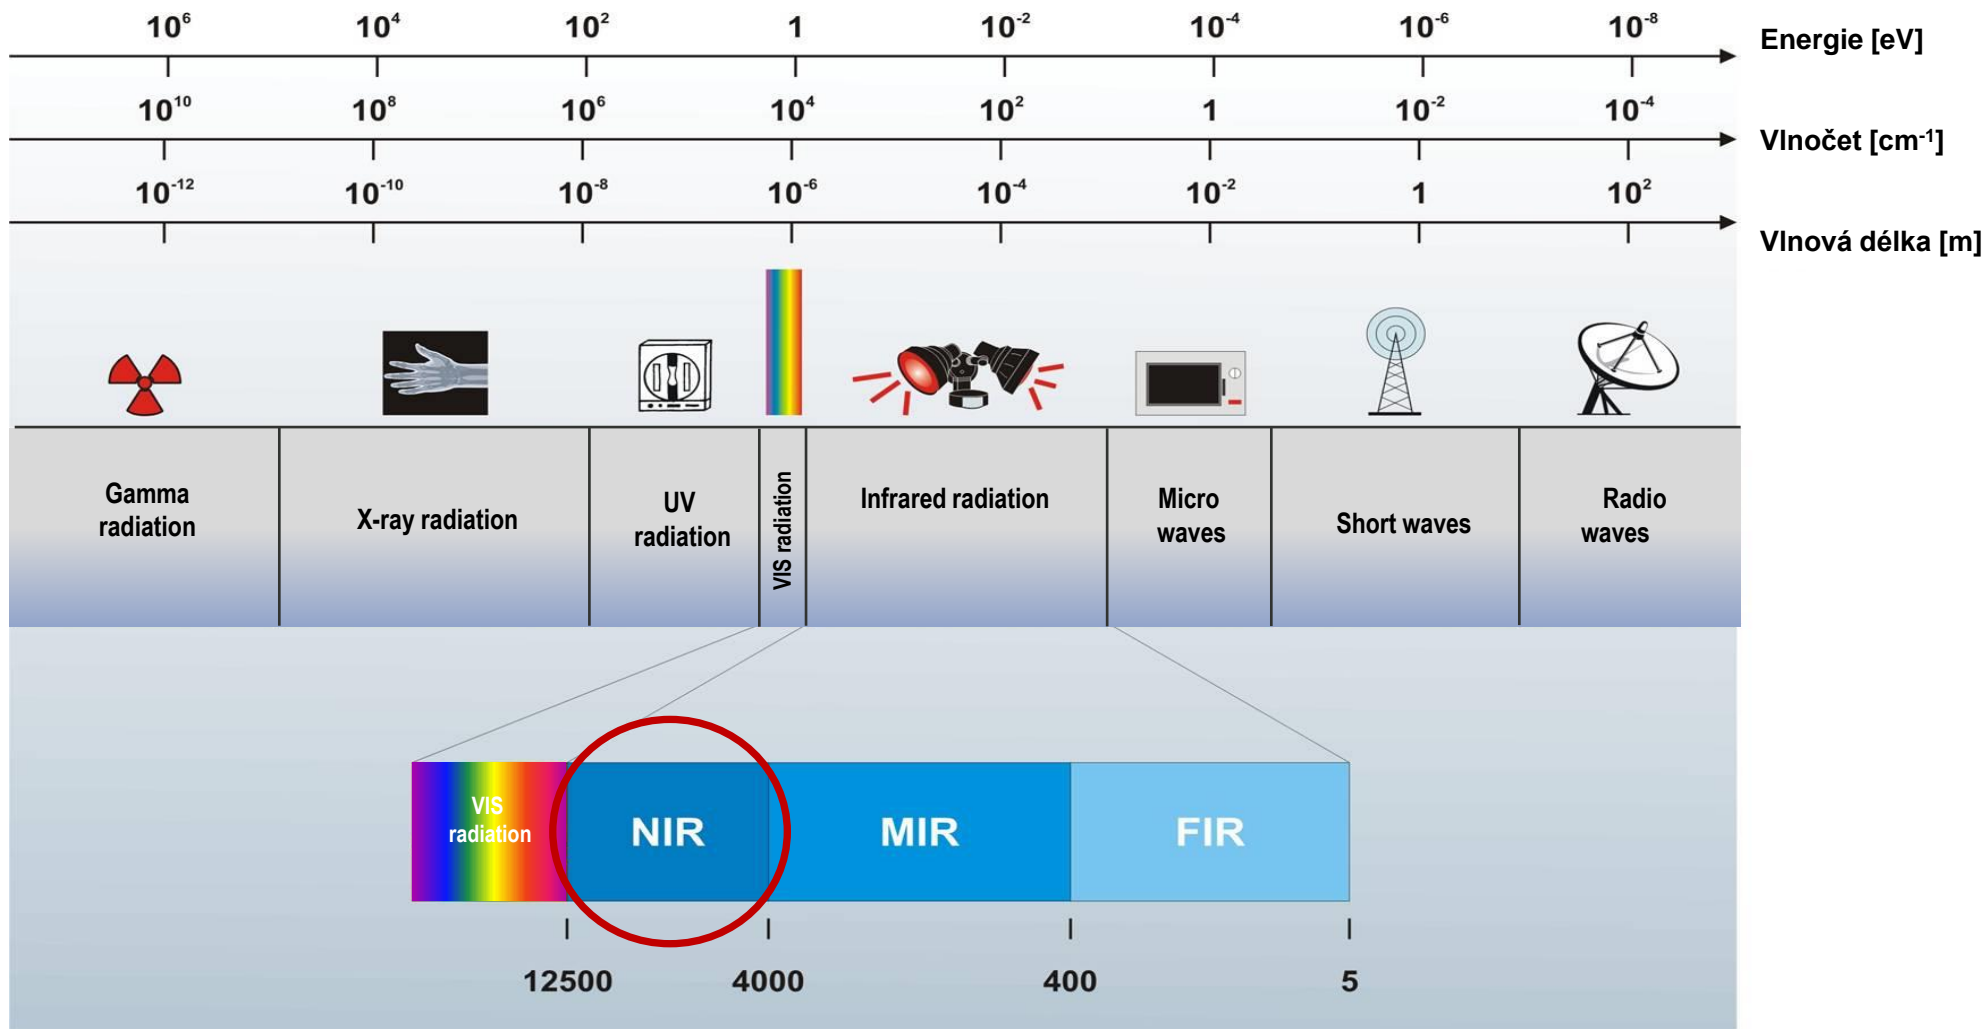 10⁶ 10⁴ 10² 1 10⁻² 10⁻⁴ 10⁻⁶ 10⁻⁸
Energie [eV]
10¹⁰ 10⁸ 10⁶ 10⁴ 10² 1 10⁻² 10⁻⁴
Vlnočet [cm⁻¹]
10⁻¹² 10⁻¹⁰ 10⁻⁸ 10⁻⁶ 10⁻⁴ 10⁻² 1 10²
Vlnová délka [m]
Gamma
radiation
X-ray radiation
UV
radiation
VIS radiation
Infrared radiation
Micro
waves
Short waves
Radio
waves
VIS
radiation
NIR
MIR
FIR
12500 4000 400 5